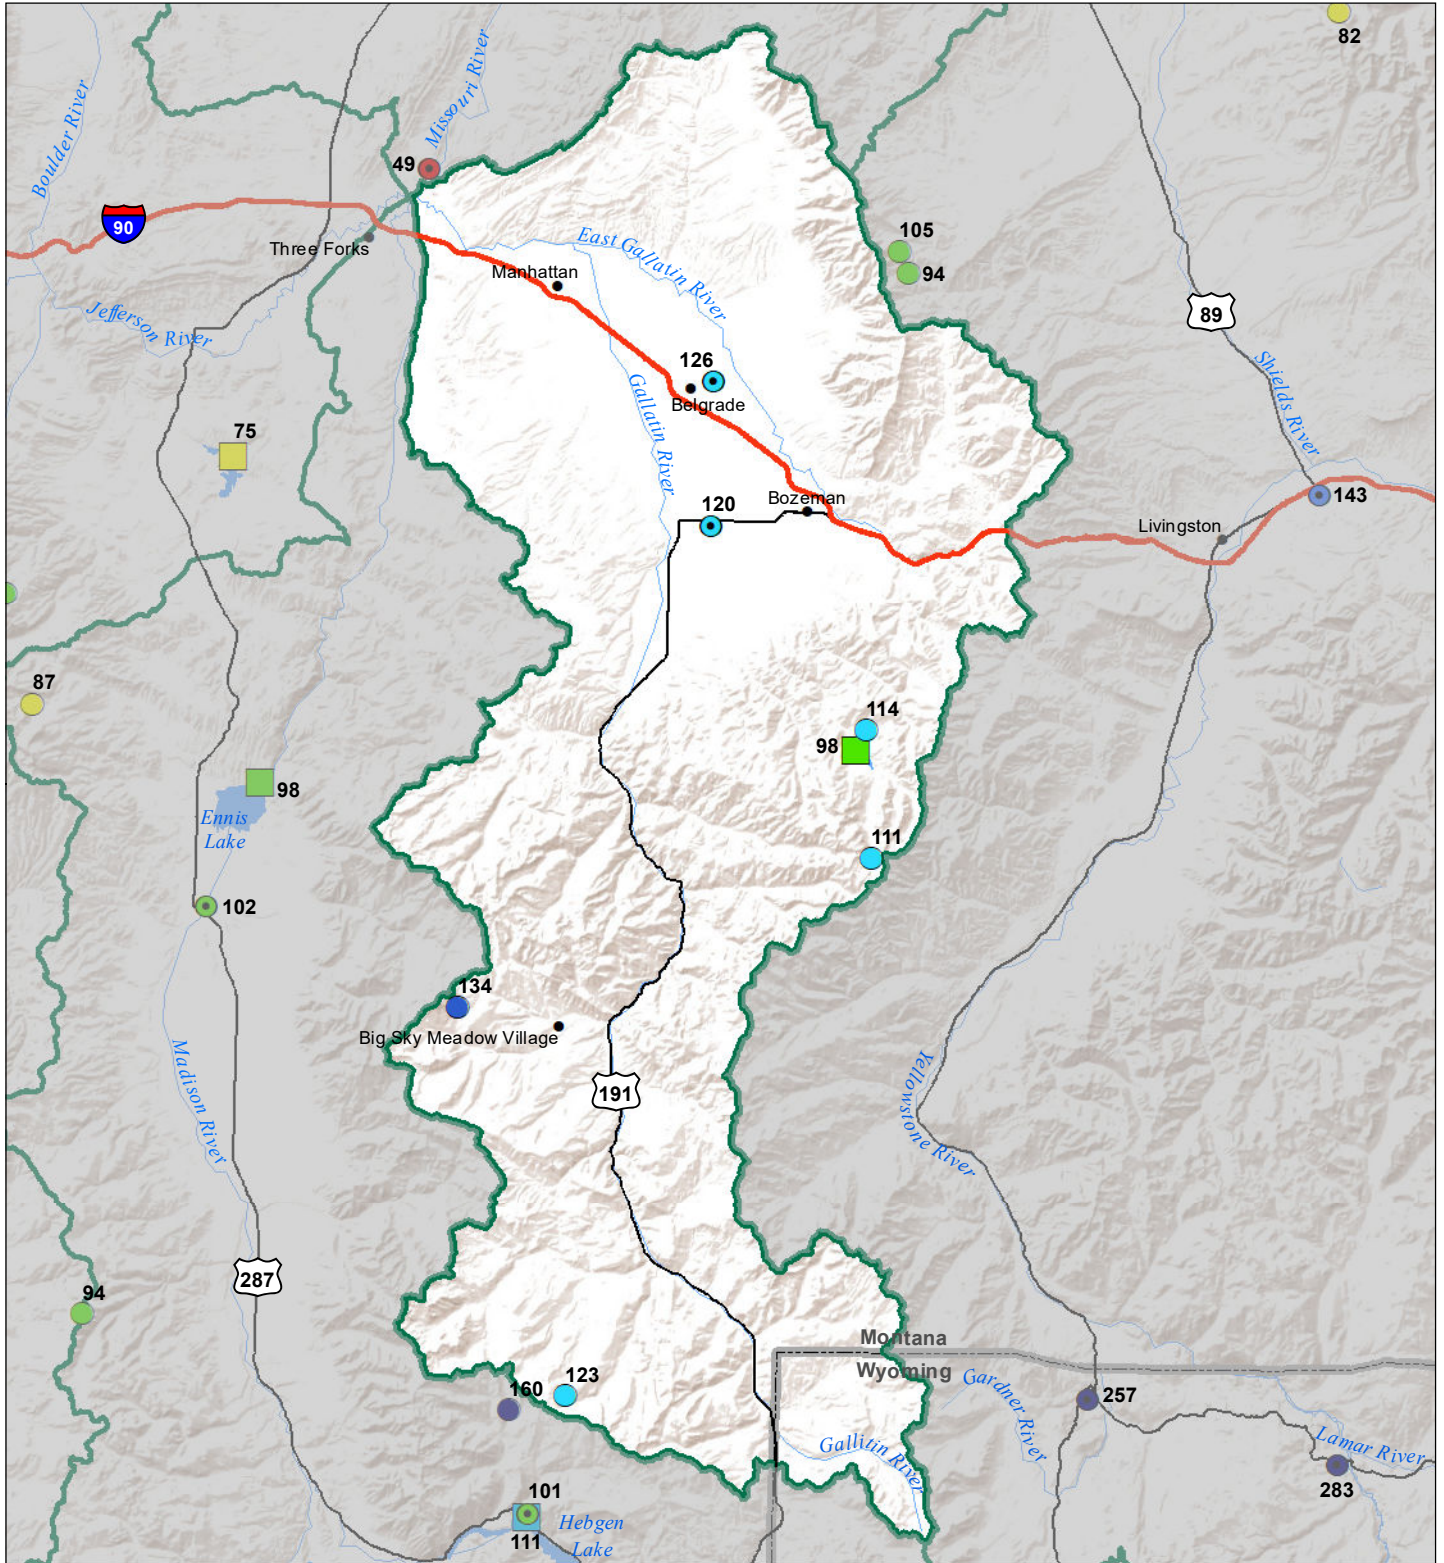 82
Missouri River
Boulder River
49
90
Three Forks
105
94
East Gallatin River
Manhattan
89
Jefferson River
Shields River
126
Belgrade
Gallatin River
75
143
120
Bozeman
Livingston
87
114
98
98
Ennis
Lake
111
102
134
Big Sky Meadow Village
Madison River
Yellowstone River
191
287
94
Montana
Wyoming
160
123
Gardner River
257
Gallitin River
Lamar River
283
101
111
Hebgen
Lake